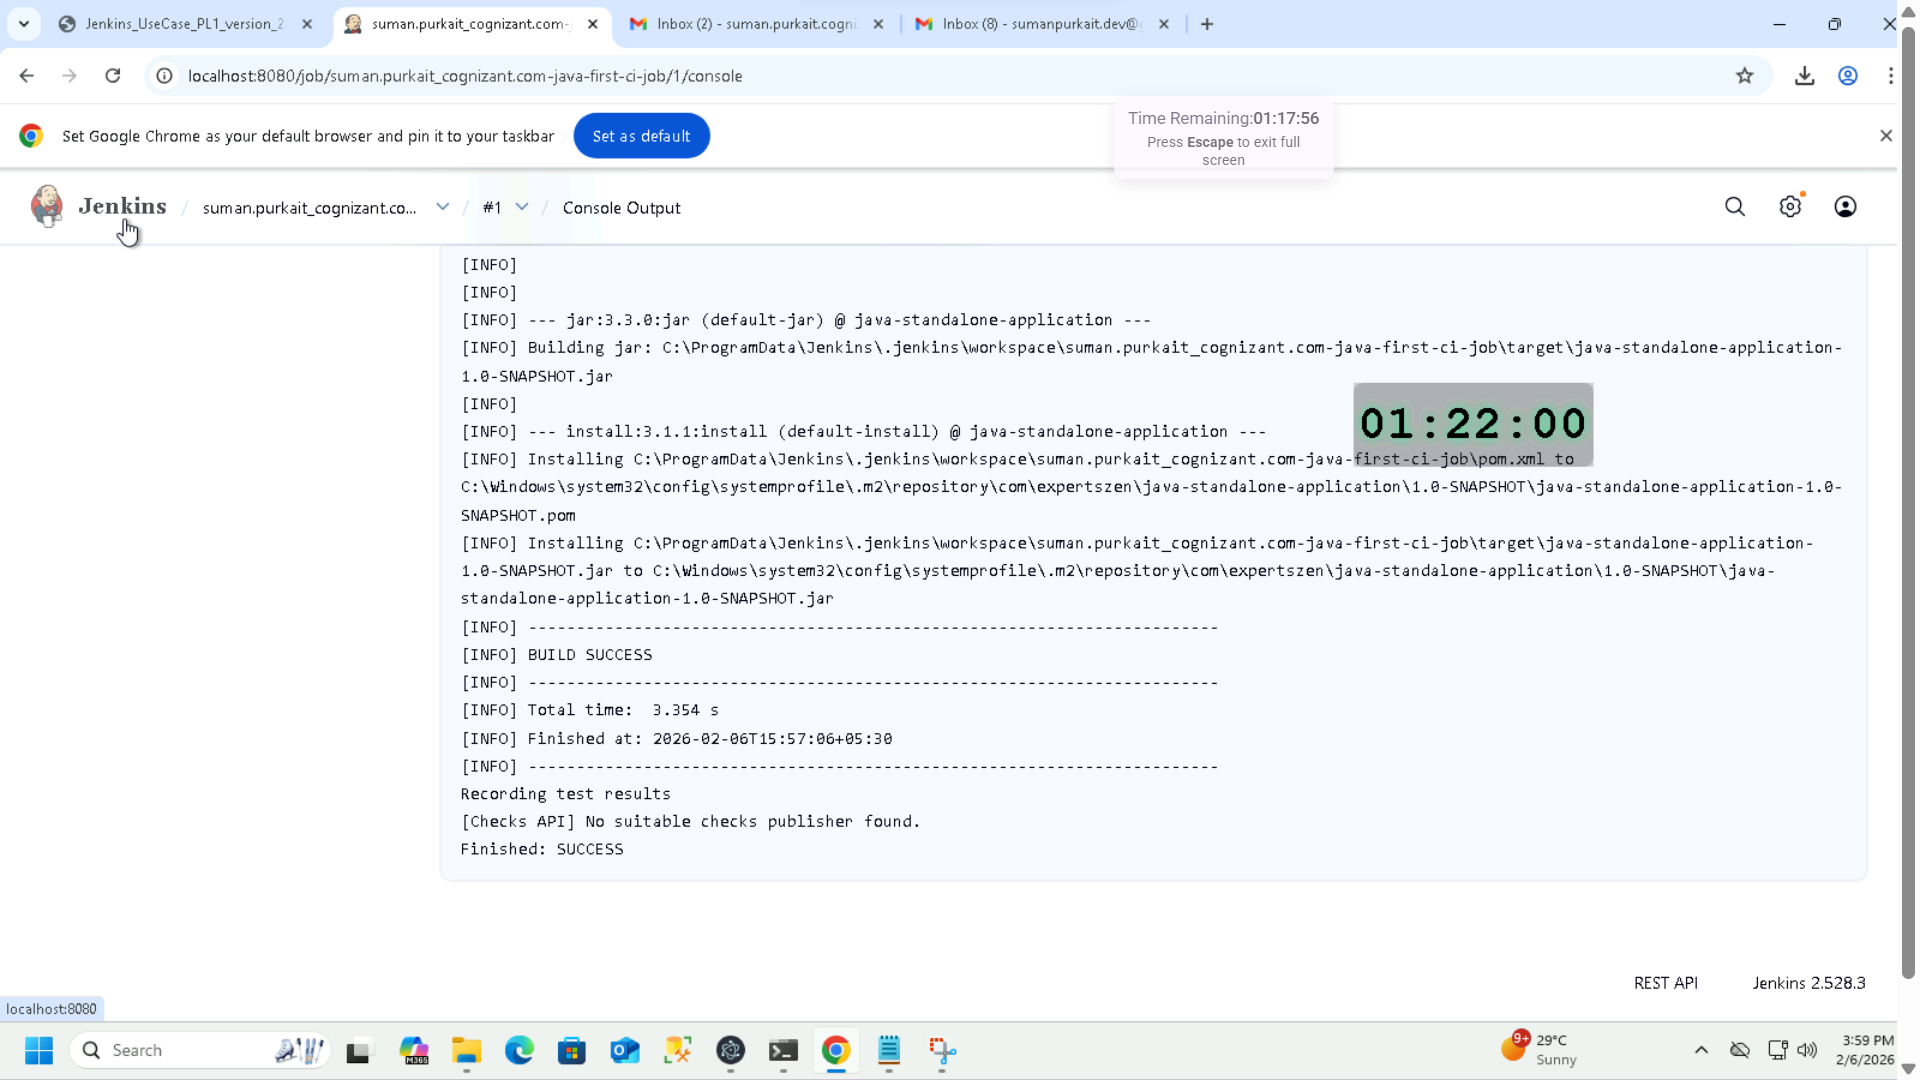 Jenkins_UseCase_PL1_version_2
suman.purkait_cognizant.com-j
Inbox (2) - suman.purkait.cogni
Inbox (8) - sumanpurkait.dev@g
localhost:8080/job/suman.purkait_cognizant.com-java-first-ci-job/1/console
Set Google Chrome as your default browser and pin it to your taskbar
Set as default
Time Remaining:01:17:56
Press Escape to exit full
screen
Jenkins / suman.purkait_cognizant.co... / #1 / Console Output
[INFO]
[INFO]
[INFO] --- jar:3.3.0:jar (default-jar) @ java-standalone-application ---
[INFO] Building jar: C:\ProgramData\Jenkins\.jenkins\workspace\suman.purkait_cognizant.com-java-first-ci-job\target\java-standalone-application-
1.0-SNAPSHOT.jar
[INFO]
01:22:00
[INFO] --- install:3.1.1:install (default-install) @ java-standalone-application ---
[INFO] Installing C:\ProgramData\Jenkins\.jenkins\workspace\suman.purkait_cognizant.com-java-first-ci-job\pom.xml to
C:\Windows\system32\config\systemprofile\.m2\repository\com\expertszen\java-standalone-application\1.0-SNAPSHOT\java-standalone-application-1.0-
SNAPSHOT.pom
[INFO] Installing C:\ProgramData\Jenkins\.jenkins\workspace\suman.purkait_cognizant.com-java-first-ci-job\target\java-standalone-application-
1.0-SNAPSHOT.jar to C:\Windows\system32\config\systemprofile\.m2\repository\com\expertszen\java-standalone-application\1.0-SNAPSHOT\java-
standalone-application-1.0-SNAPSHOT.jar
[INFO] ------------------------------------------------------------------------
[INFO] BUILD SUCCESS
[INFO] ------------------------------------------------------------------------
[INFO] Total time:  3.354 s
[INFO] Finished at: 2026-02-06T15:57:06+05:30
[INFO] ------------------------------------------------------------------------
Recording test results
[Checks API] No suitable checks publisher found.
Finished: SUCCESS
REST API
Jenkins 2.528.3
localhost:8080
Search
M365
9+
29°C
Sunny
3:59 PM
2/6/2026